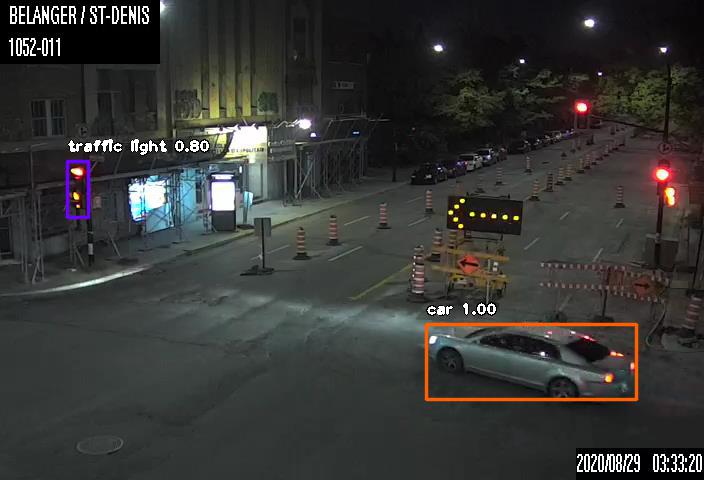 BELANGER / ST-DENIS
1052-011
traffic light 0.80
car 1.00
2020/08/29 03:33:20